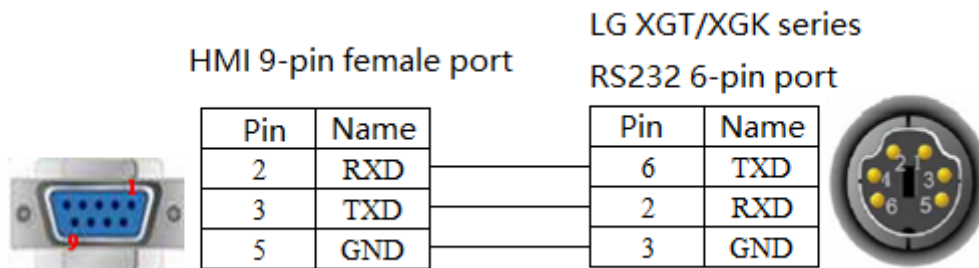 LG XGT/XGK series
HMI 9-pin female port
RS232 6-pin port
Pin Name Pin Name
2 RXD 6 TXD
3 TXD 2 RXD
5 GND 3 GND
1
9
2 1
4 3
6 5